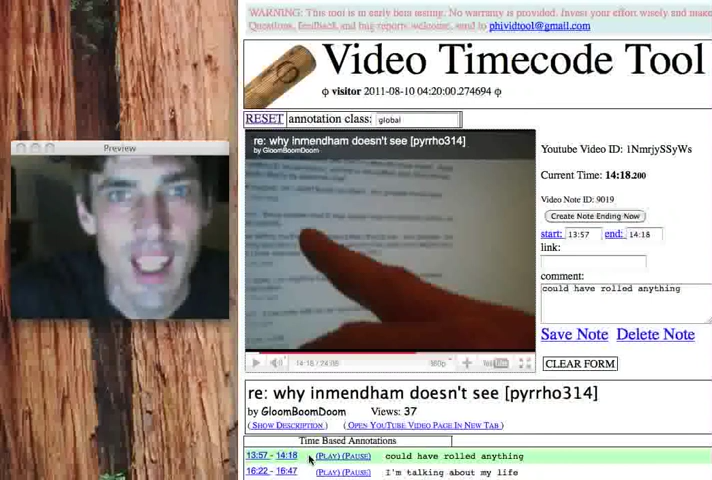 WARNING: This tool is in early beta testing. No warranty is provided. Invest your effort wisely and make
Questions, feedback, and bug reports welcome, send to phividtool@gmail.com
Video Timecode Tool
φ visitor 2011-08-10 04:20:00.274694 φ
RESET annotation class: global
Preview
re: why inmendham doesn't see [pyrrho314]
by GloomBoomDoom
Youtube Video ID: 1NmrjySSyWs
Current Time: 14:18.200
Video Note ID: 9019
Create Note Ending Now
start: 13:57 end: 14:18
link:
comment:
could have rolled anything
Save Note Delete Note
14:18 / 24:05 360p YouTube
CLEAR FORM
re: why inmendham doesn't see [pyrrho314]
by GloomBoomDoom Views: 37
( SHOW DESCRIPTION ) ( OPEN YOUTUBE VIDEO PAGE IN NEW TAB )
Time Based Annotations
13:57 - 14:18 (PLAY) (PAUSE) could have rolled anything
16:22 - 16:47 (PLAY) (PAUSE) I'm talking about my life